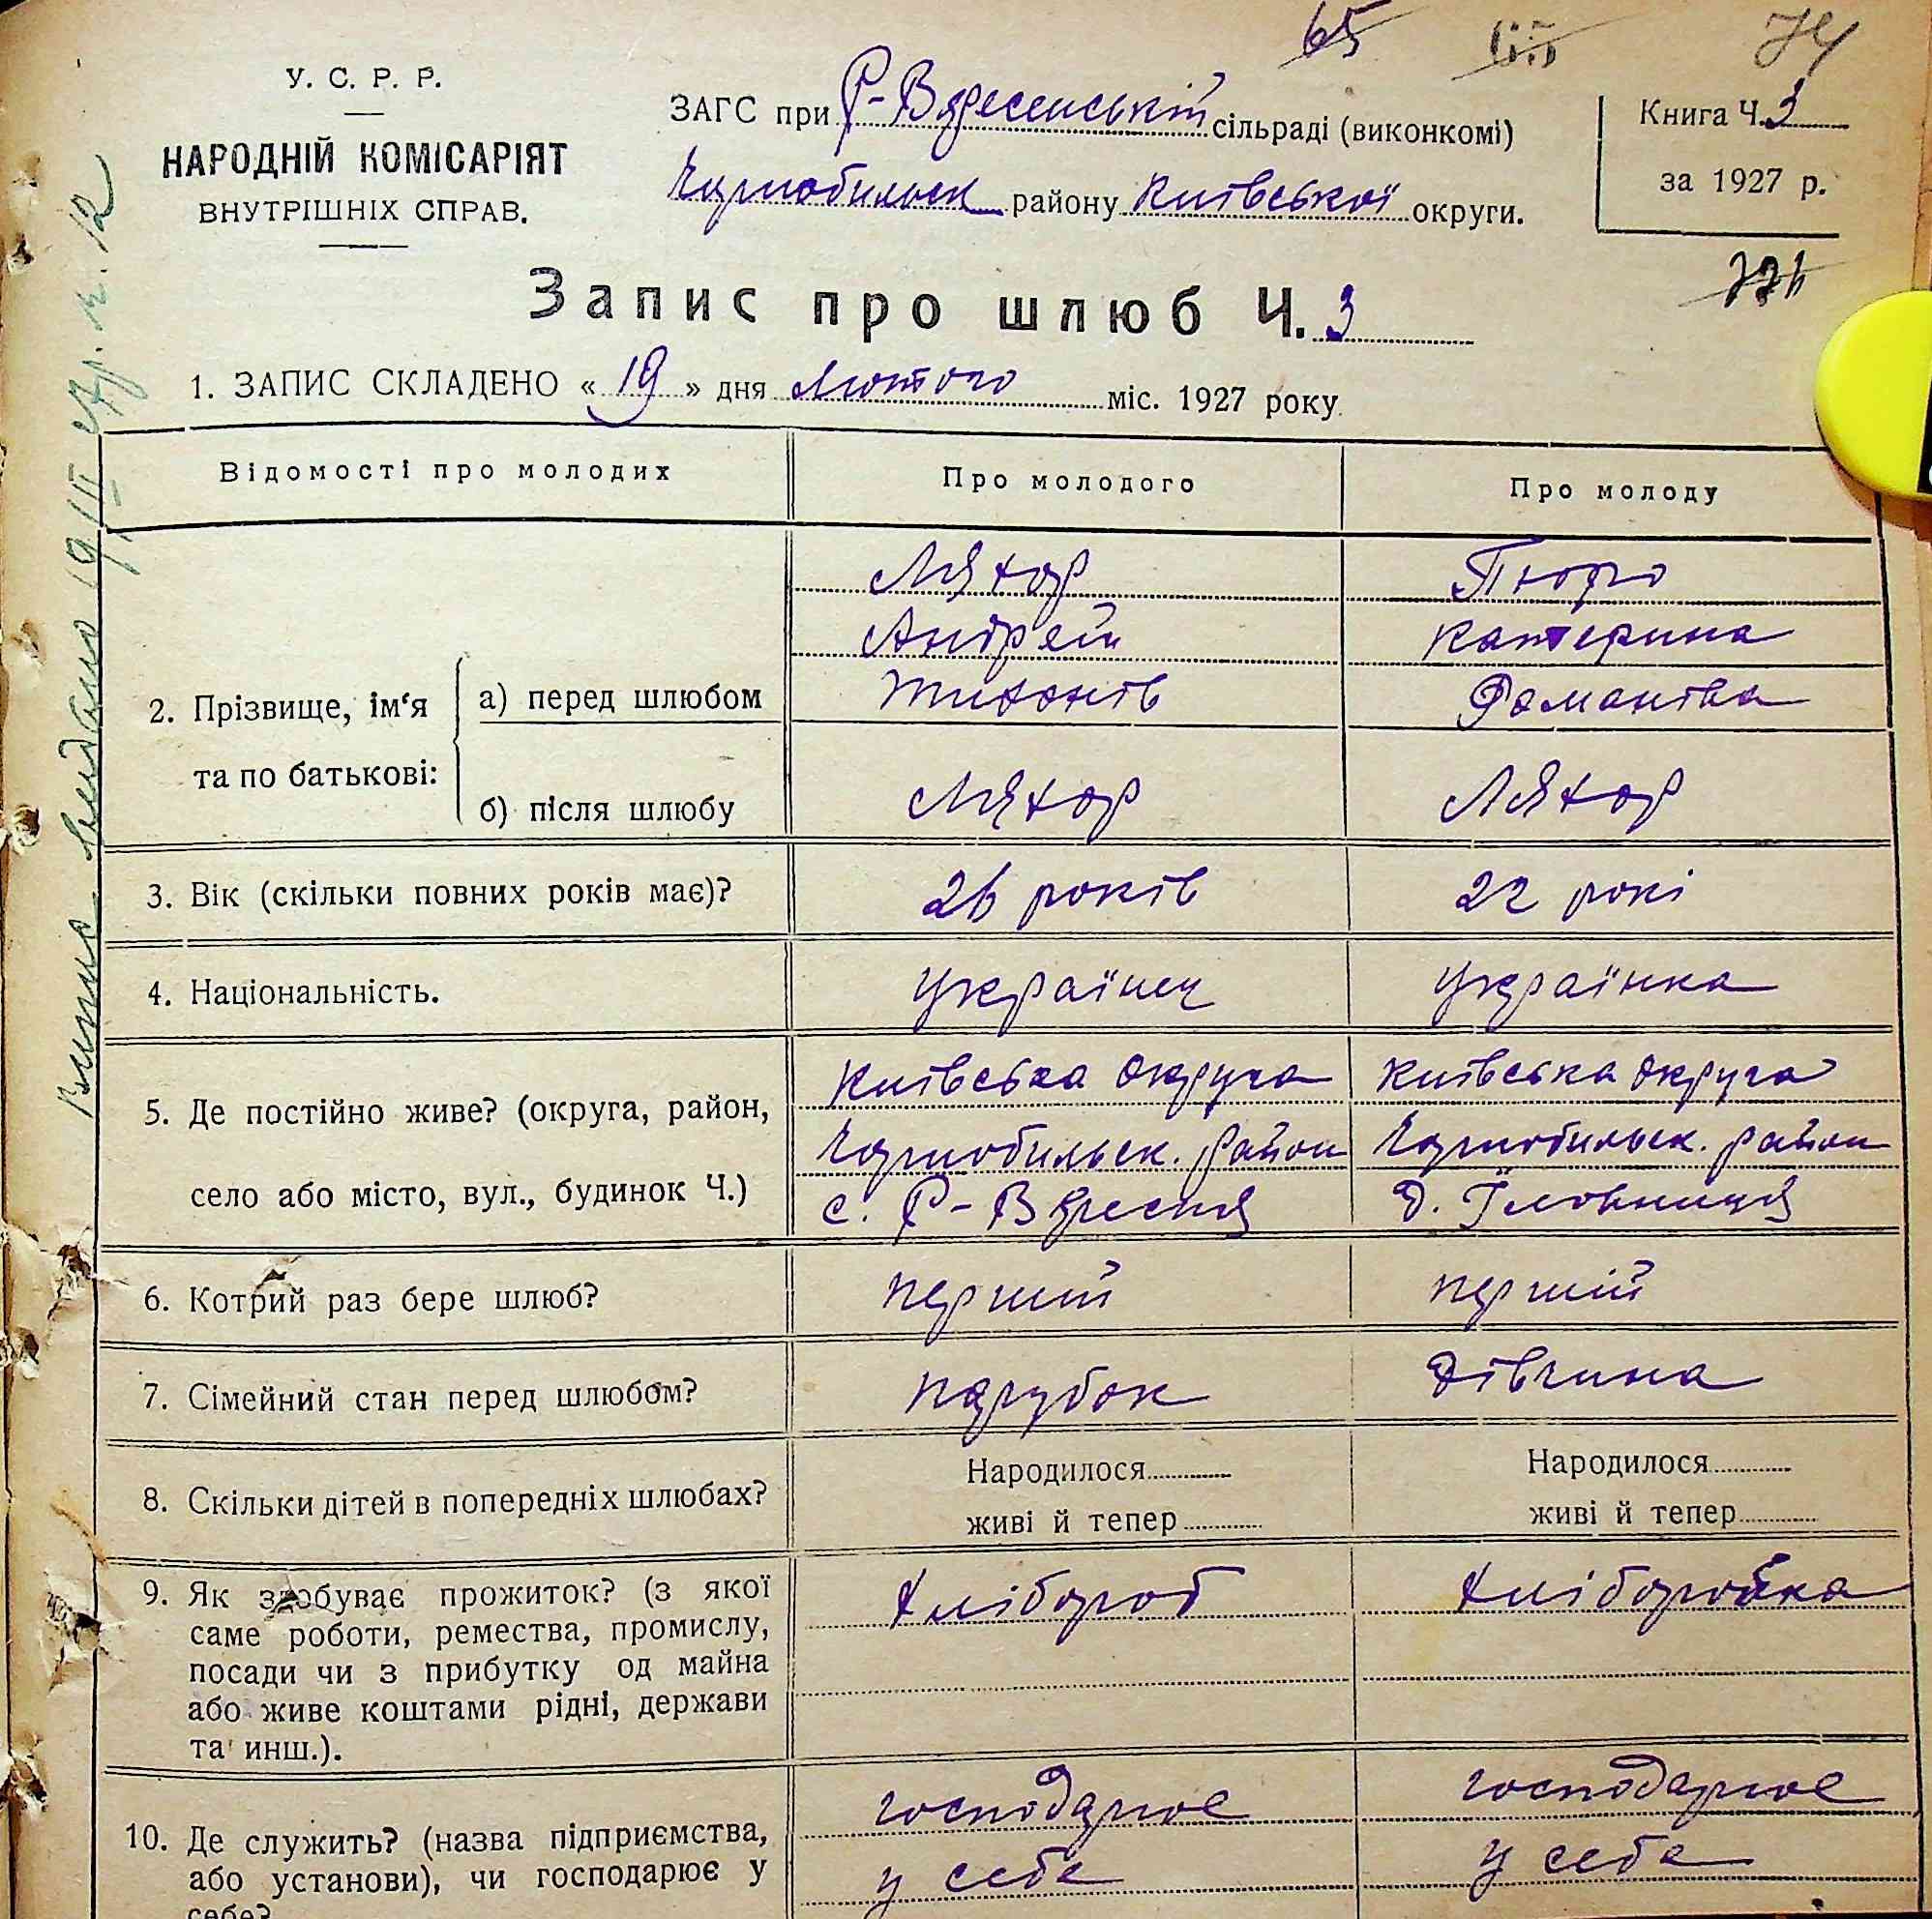 65 74
У. С. Р. Р.
НАРОДНІЙ КОМІСАРІЯТ
ВНУТРІШНІХ СПРАВ.
ЗАГС при Р-Вересенській сільраді (виконкомі)
Чорнобильск району Київської округи.
Книга Ч. 3
за 1927 р.
Запис про шлюб Ч. 3
1. ЗАПИС СКЛАДЕНО « 19 » дня Лютого міс. 1927 року
Відомості про молодих Про молодого Про молоду
2. Прізвище, ім'я та по батькові:
а) перед шлюбом
Ляхор Тюро
Андрей Катерина
Тихонів Романівна
б) після шлюбу Ляхор Ляхор
3. Вік (скільки повних років має)? 26 років 22 рокі
4. Національність. Українец Українка
5. Де постійно живе? (округа, район,
село або місто, вул., будинок Ч.)
Київська округа Київська округа
Чорнобильск. район Чорнобильск. район
с. Р-Вересня д. Їловниця
6. Котрий раз бере шлюб? перший першій
7. Сімейний стан перед шлюбом? парубок дівчина
8. Скільки дітей в попередніх шлюбах?
Народилося Народилося
живі й тепер живі й тепер
9. Як здобуває прожиток? (з якої Хлібороб Хліборобка
саме роботи, ремества, промислу,
посади чи з прибутку од майна
або живе коштами рідні, держави
та инш.).
10. Де служить? (назва підприємства,
або установи), чи господарює у
себе?
господарює господарює
у себе у себе